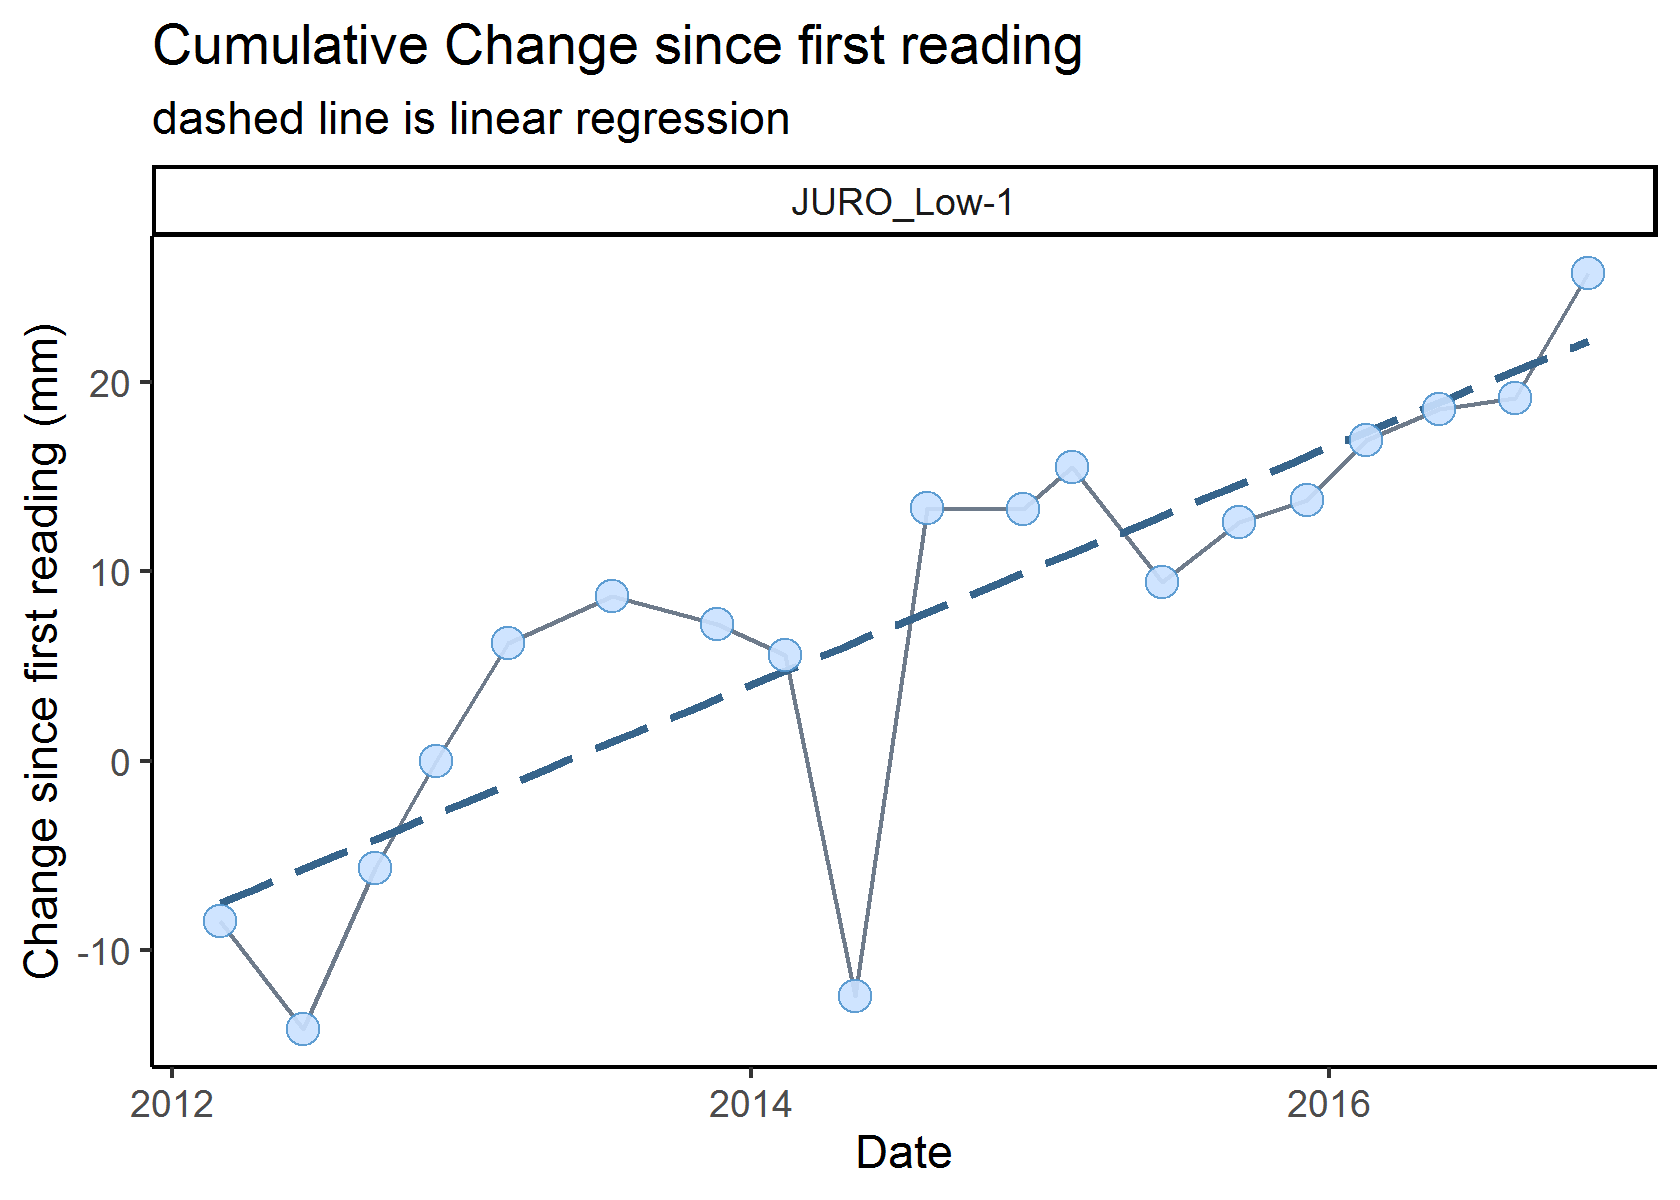 Cumulative Change since first reading
dashed line is linear regression
JURO_Low-1
Change since first reading (mm)
20
10
0
-10
2012
2014
2016
Date